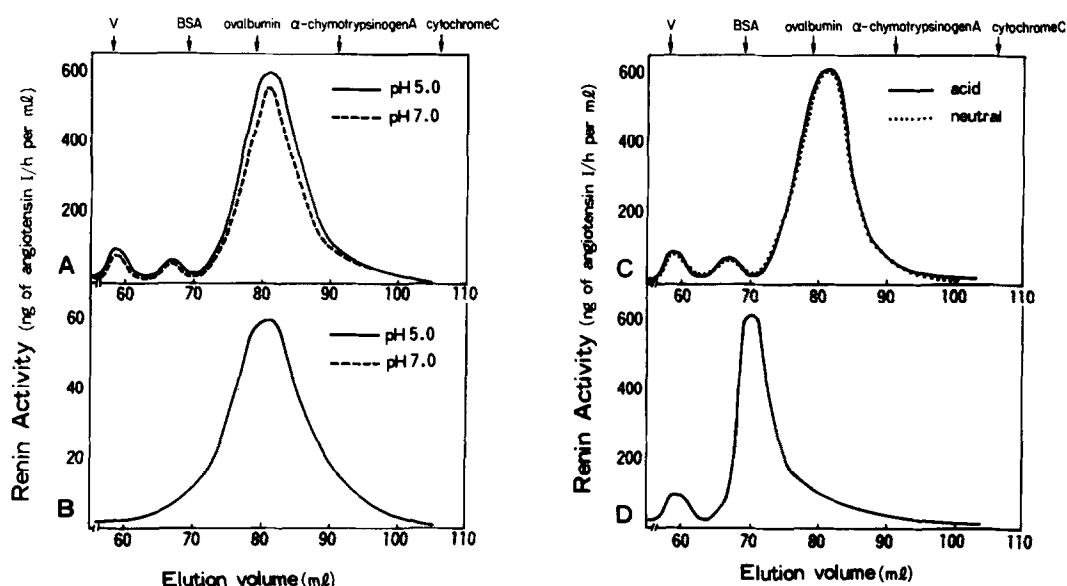 V BSA ovalbumin α-chymotrypsinogenA cytochromeC
600
400
200
A
pH 5.0
pH 7.0
60 70 80 90 100 110
60
40
20
B
pH 5.0
pH 7.0
60 70 80 90 100 110
Renin Activity (ng of angiotensin I/h per mℓ)
Elution volume (mℓ)
V BSA ovalbumin α-chymotrypsinogenA cytochromeC
600
400
200
C
acid
neutral
60 70 80 90 100 110
600
400
200
D
60 70 80 90 100 110
Renin Activity (ng of angiotensin I/h per mℓ)
Elution volume (mℓ)